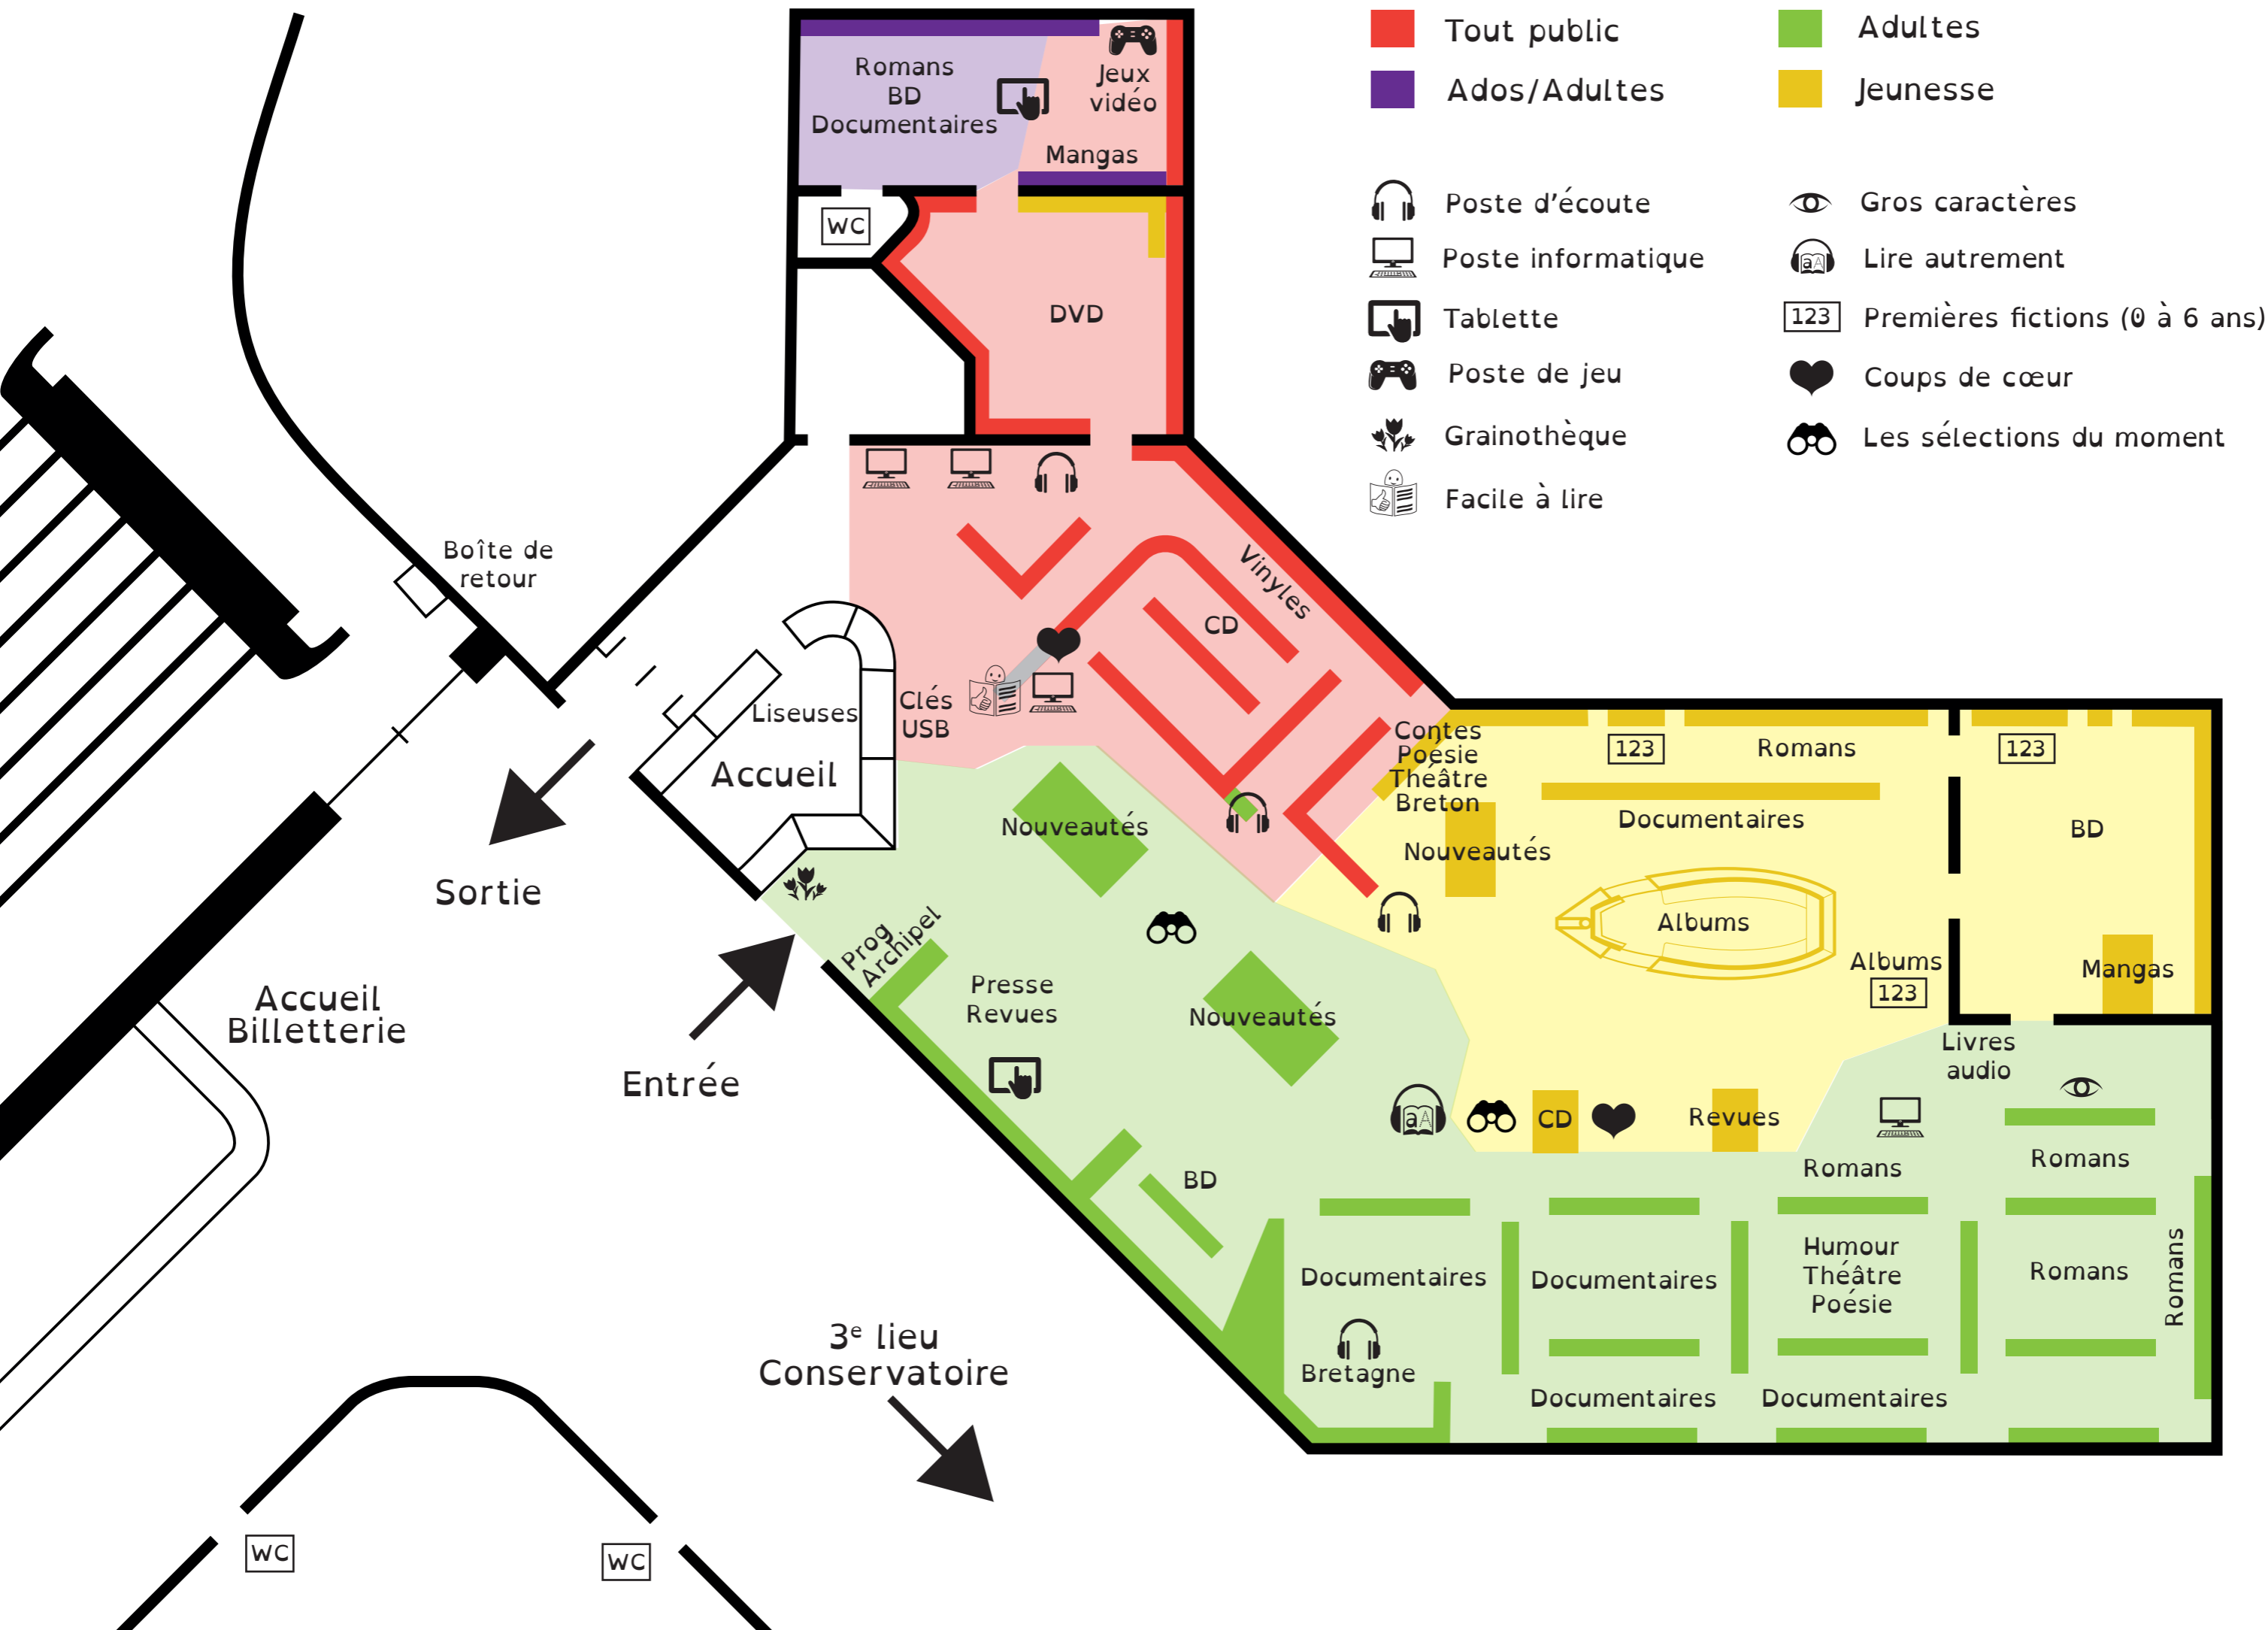 Tout public
Adultes
Ados/Adultes
Jeunesse
Poste d'écoute
Gros caractères
Poste informatique
aA
Lire autrement
Tablette
123
Premières fictions (0 à 6 ans)
Poste de jeu
Coups de cœur
Grainothèque
Les sélections du moment
Facile à lire
Romans
BD
Documentaires
Jeux
vidéo
Mangas
WC
DVD
Boîte de
retour
Vinyles
CD
Liseuses
Clés
USB
Accueil
Contes
Poésie
Théâtre
Breton
123
Romans
123
Documentaires
Nouveautés
BD
Nouveautés
Albums
Albums
123
Mangas
Sortie
Prog
Archipel
Presse
Revues
Nouveautés
Accueil
Billetterie
Entrée
Livres
audio
aA
CD
Revues
Romans
Romans
BD
Documentaires
Documentaires
Humour
Théâtre
Poésie
Romans
Romans
Bretagne
Documentaires
Documentaires
3e lieu
Conservatoire
WC
WC